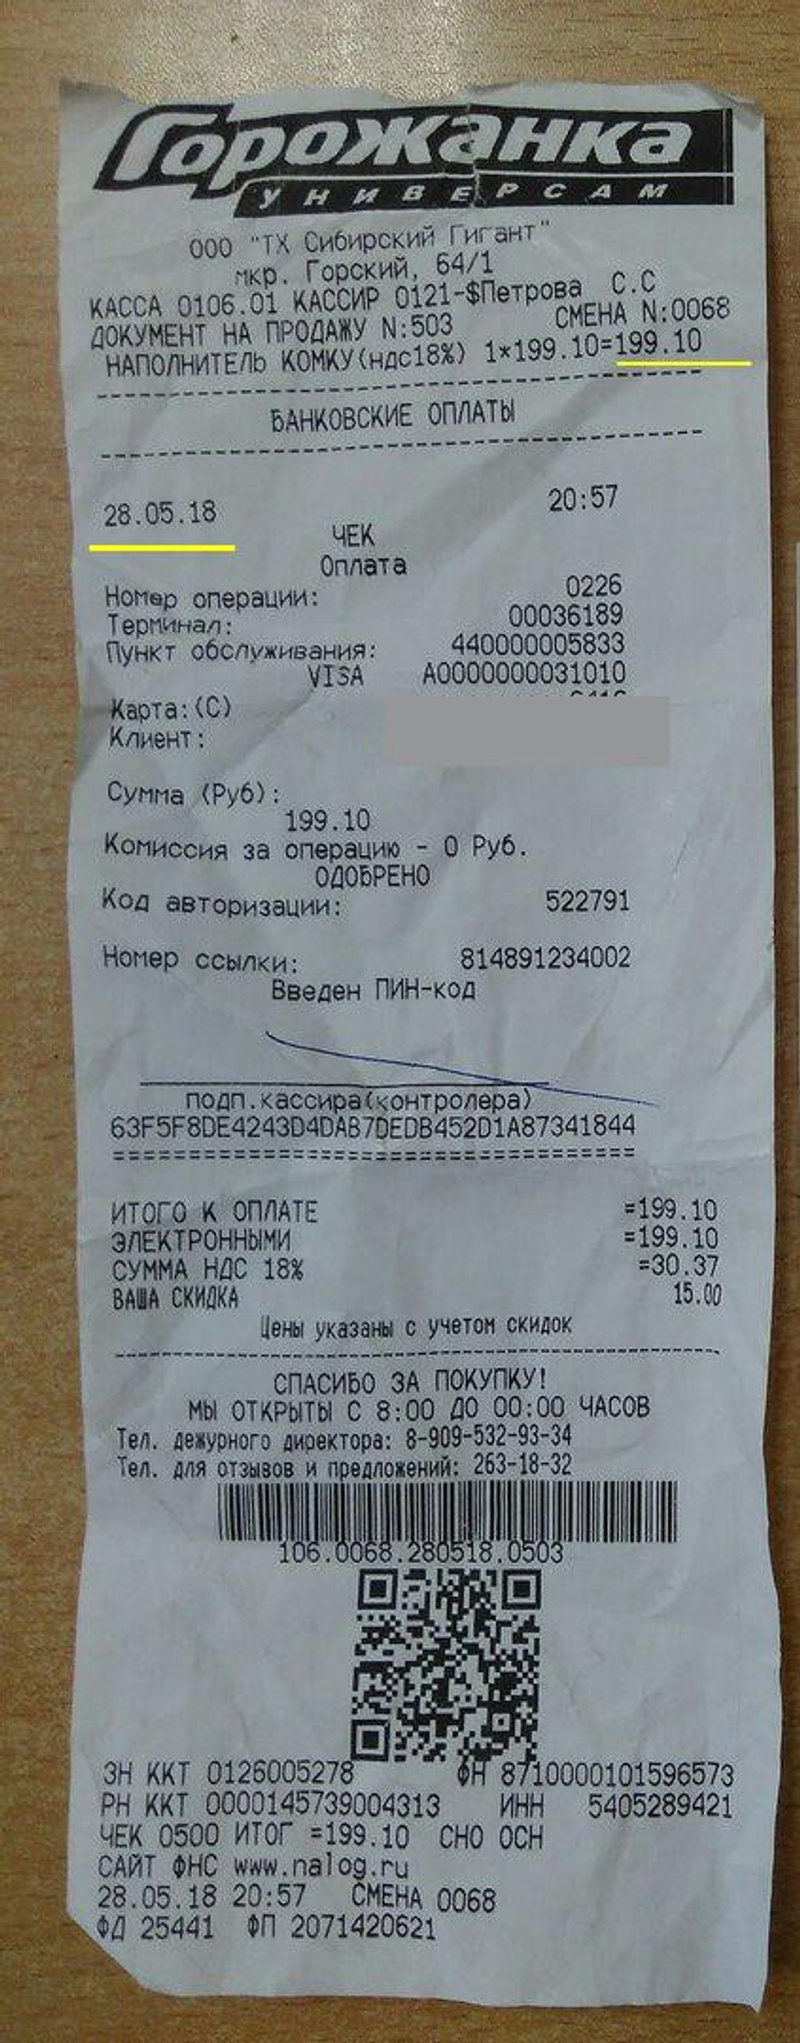 Горожанка
УНИВЕРСАМ
ООО "ТХ Сибирский Гигант"
мкр. Горский, 64/1
КАССА 0106.01 КАССИР 0121-$Петрова С.С
ДОКУМЕНТ НА ПРОДАЖУ N:503 СМЕНА N:0068
НАПОЛНИТЕЛЬ КОМКУ(ндс18%) 1*199.10=199.10
БАНКОВСКИЕ ОПЛАТЫ
28.05.18 20:57
ЧЕК
Оплата
Номер операции: 0226
Терминал: 00036189
Пункт обслуживания: 440000005833
VISA A0000000031010
Карта:(C)
Клиент:
Сумма (Руб):
199.10
Комиссия за операцию - 0 Руб.
ОДОБРЕНО
Код авторизации: 522791
Номер ссылки: 814891234002
Введен ПИН-код
подп.кассира(контролера)
63F5F8DE4243D4DAB7DEDB452D1A87341844
====================================
ИТОГО К ОПЛАТЕ =199.10
ЭЛЕКТРОННЫМИ =199.10
СУММА НДС 18% =30.37
ВАША СКИДКА 15.00
Цены указаны с учетом скидок
СПАСИБО ЗА ПОКУПКУ!
МЫ ОТКРЫТЫ С 8:00 ДО 00:00 ЧАСОВ
Тел. дежурного директора: 8-909-532-93-34
Тел. для отзывов и предложений: 263-18-32
106.0068.280518.0503
ЗН ККТ 0126005278 ФН 8710000101596573
РН ККТ 0000145739004313 ИНН 5405289421
ЧЕК 0500 ИТОГ =199.10 СНО ОСН
САЙТ ФНС www.nalog.ru
28.05.18 20:57 СМЕНА 0068
ФД 25441 ФП 2071420621